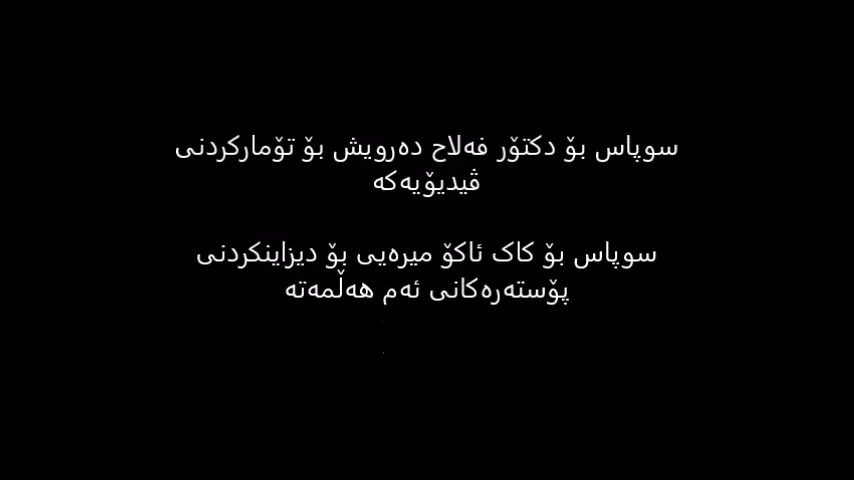 سوپاس بۆ دکتۆر فەلاح دەرویش بۆ تۆمارکردنی
ڤیدیۆیەکە
سوپاس بۆ کاک ئاکۆ میرەیی بۆ دیزاینکردنی
پۆستەرەکانی ئەم هەڵمەتە